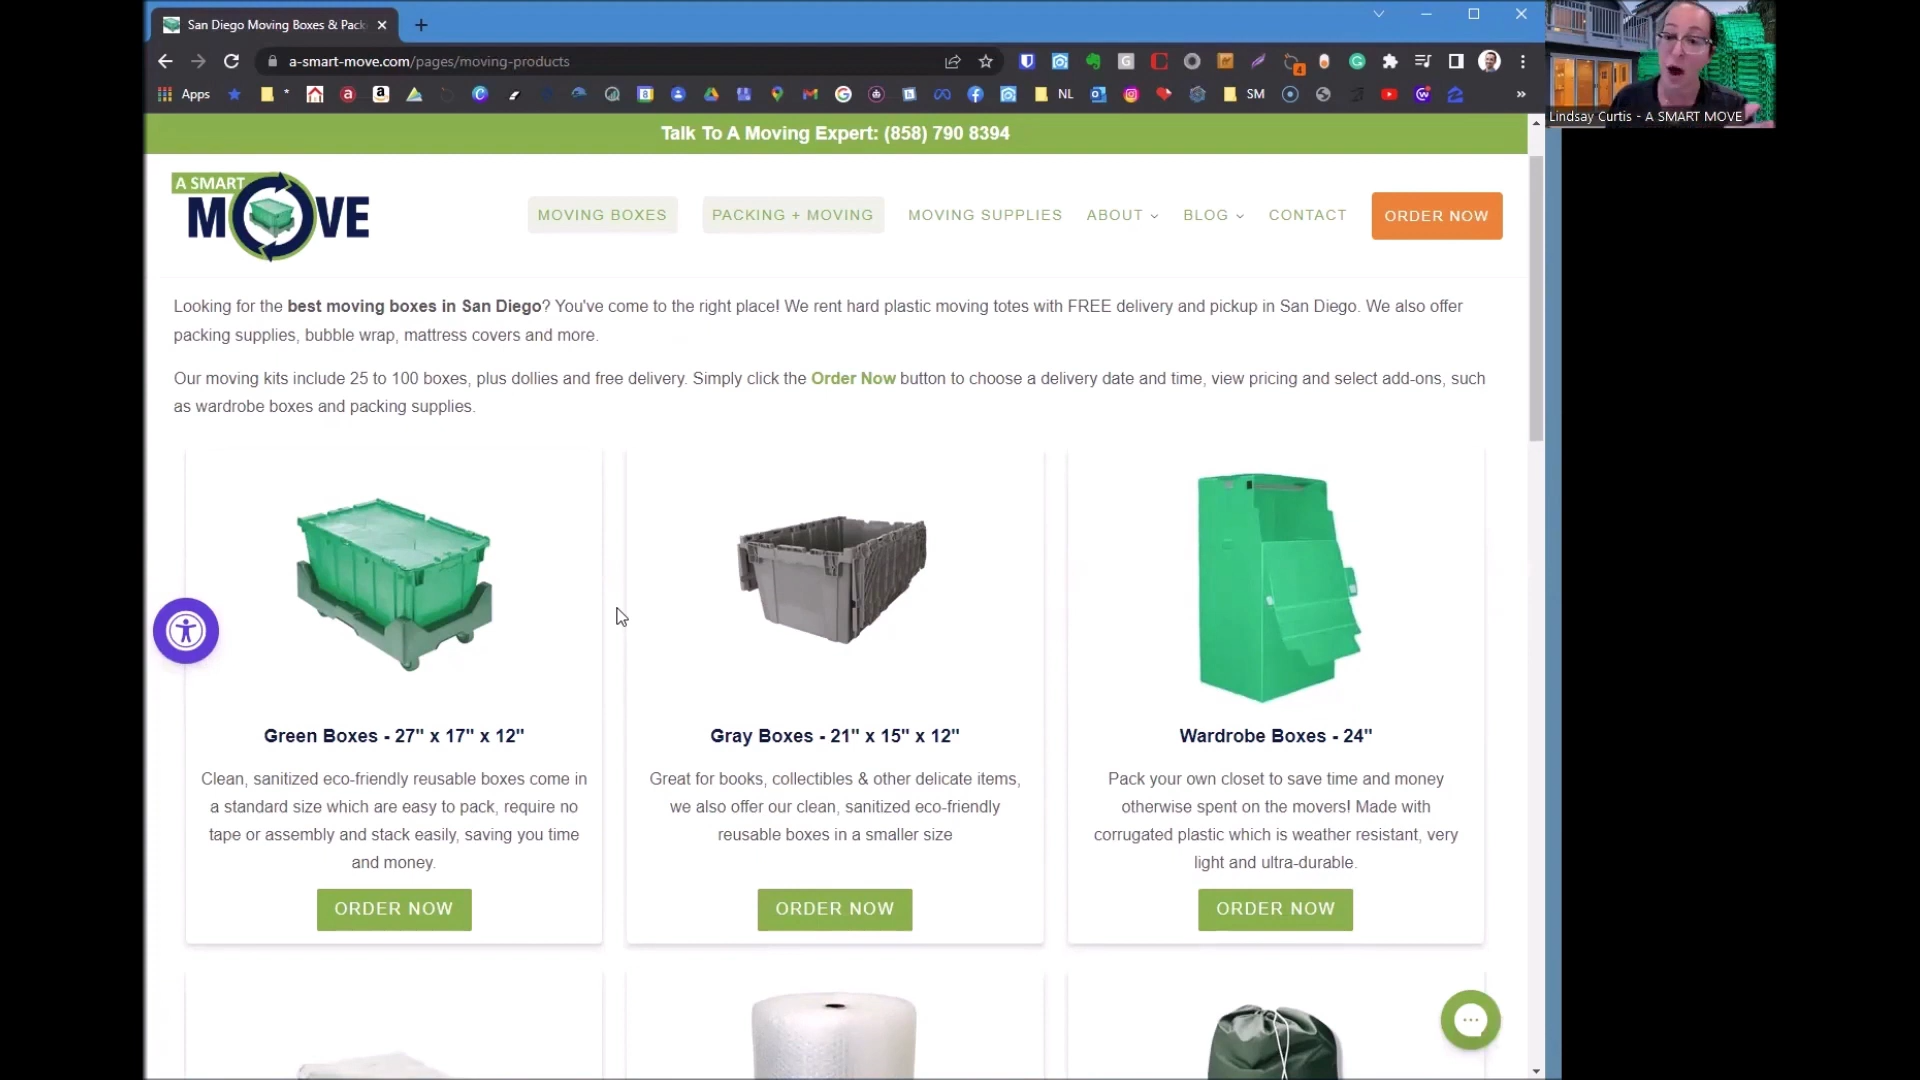 San Diego Moving Boxes & Pack
a-smart-move.com/pages/moving-products
4
Apps
NL
SM
Lindsay Curtis - A SMART MOVE
Talk To A Moving Expert: (858) 790 8394
A SMART
MOVE
MOVING BOXES
PACKING + MOVING
MOVING SUPPLIES
ABOUT
BLOG
CONTACT
ORDER NOW
Looking for the best moving boxes in San Diego? You've come to the right place! We rent hard plastic moving totes with FREE delivery and pickup in San Diego. We also offer
packing supplies, bubble wrap, mattress covers and more.
Our moving kits include 25 to 100 boxes, plus dollies and free delivery. Simply click the Order Now button to choose a delivery date and time, view pricing and select add-ons, such
as wardrobe boxes and packing supplies.
Green Boxes - 27" x 17" x 12"
Clean, sanitized eco-friendly reusable boxes come in
a standard size which are easy to pack, require no
tape or assembly and stack easily, saving you time
and money.
ORDER NOW
Gray Boxes - 21" x 15" x 12"
Great for books, collectibles & other delicate items,
we also offer our clean, sanitized eco-friendly
reusable boxes in a smaller size
ORDER NOW
Wardrobe Boxes - 24"
Pack your own closet to save time and money
otherwise spent on the movers! Made with
corrugated plastic which is weather resistant, very
light and ultra-durable.
ORDER NOW